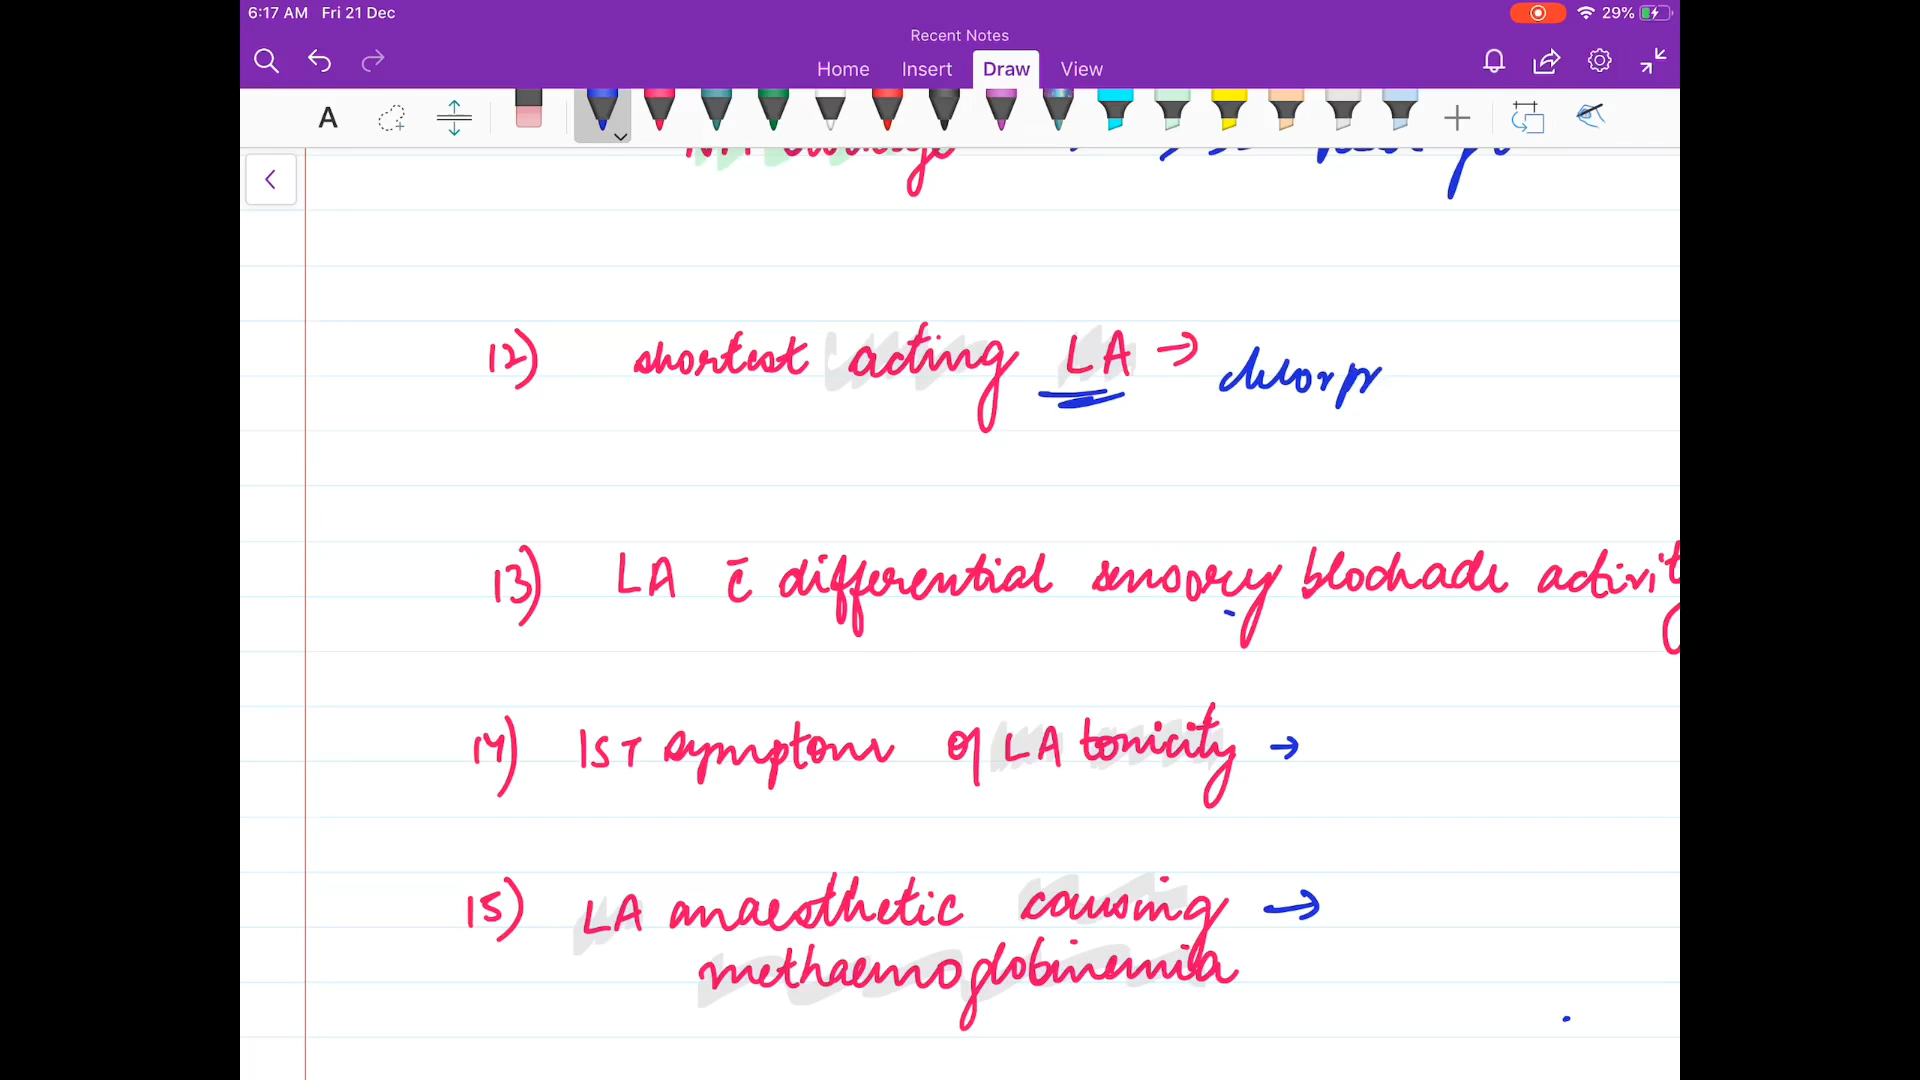 6:17 AM Fri 21 Dec
29%
Recent Notes
Home Insert Draw View
A
12) shortest acting LA → chlorpr
13) LA c̄ differential sensory blockade activit
14) IST symptom of LA toxicity →
15) LA anaesthetic causing →
methaemoglobinemia